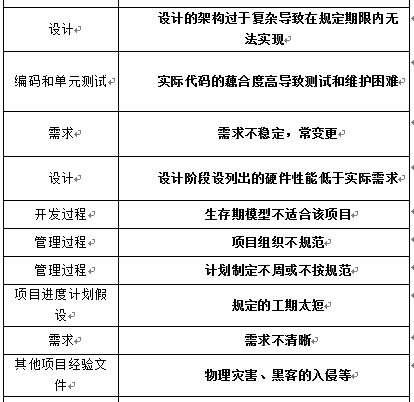 设计
设计的架构过于复杂导致在规定期限内无
法实现
编码和单元测试
实际代码的藕合度高导致测试和维护困难
需求
需求不稳定，常变更
设计
设计阶段设列出的硬件性能低于实际需求
开发过程
生存期模型不适合该项目
管理过程
项目组织不规范
管理过程
计划制定不周或不按规范
项目进度计划假
设
规定的工期太短
需求
需求不清晰
其他项目经验文
件
物理灾害、黑客的入侵等